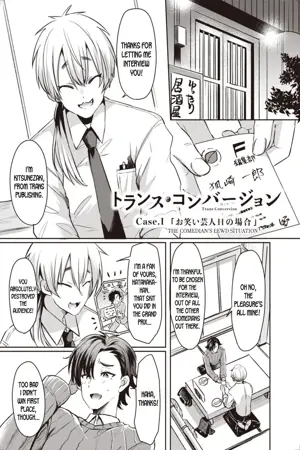 THANKS
FOR LETTING
ME
INTERVIEW
YOU!
居酒屋
トランス・コンバージョン
Trans Conversion
Case.1「お笑い芸人Hの場合」
THE COMEDIAN'S LEWD SITUATION
I'M
KITSUNEZAKI,
FROM TRANS
PUBLISHING.
OH NO,
THE
PLEASURE'S
ALL MINE!
I'M THANKFUL
TO BE CHOSEN
FOR THE
INTERVIEW,
OUT OF ALL
THE OTHER
COMEDIANS
OUT THERE.
I'M A FAN
OF YOURS,
HATANAKA-
HAN.
THAT SKIT
YOU DID IN
THE GRAND
PRIX...
YOU
ABSOLUTELY
DESTROYED
THE
AUDIENCE!
HAHA,
THANKS!
TOO BAD
I DIDN'T WIN
FIRST
PLACE,
THOUGH...